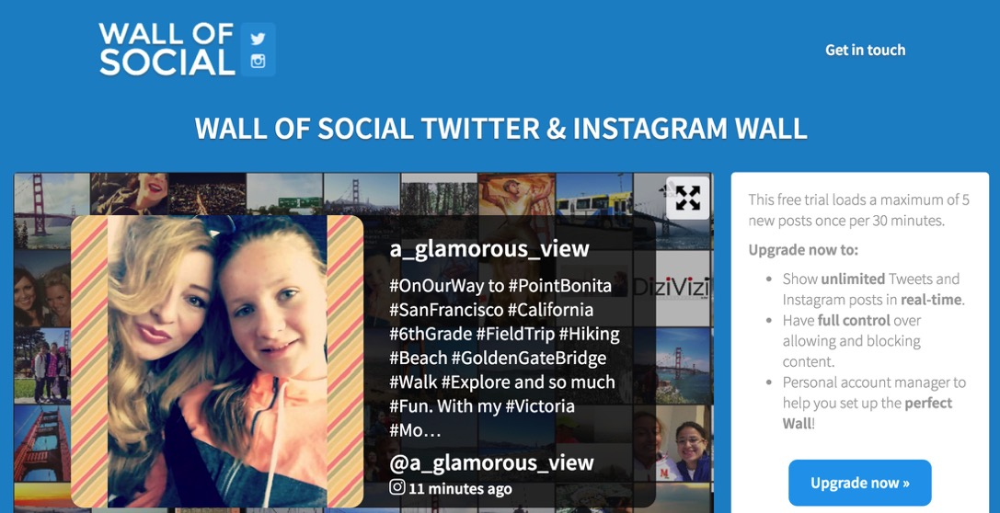 WALL OF
SOCIAL
Get in touch
WALL OF SOCIAL TWITTER & INSTAGRAM WALL
a_glamorous_view
#OnOurWay to #PointBonita
#SanFrancisco #California
#6thGrade #FieldTrip #Hiking
#Beach #GoldenGateBridge
#Walk #Explore and so much
#Fun. With my #Victoria
#Mo…
@a_glamorous_view
11 minutes ago
DiziVizi
This free trial loads a maximum of 5
new posts once per 30 minutes.
Upgrade now to:
• Show unlimited Tweets and
Instagram posts in real-time.
• Have full control over
allowing and blocking
content.
• Personal account manager to
help you set up the perfect
Wall!
Upgrade now »